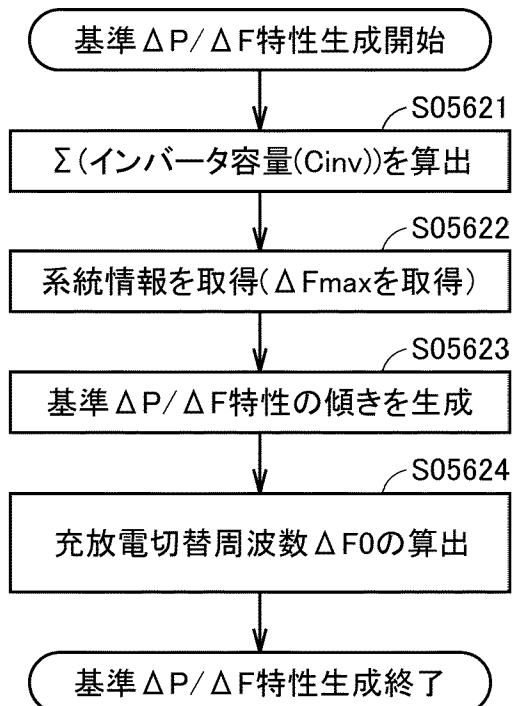 基準ΔP/ΔF特性生成開始
S05621
Σ(インバータ容量(Cinv))を算出
S05622
系統情報を取得(ΔFmaxを取得)
S05623
基準ΔP/ΔF特性の傾きを生成
S05624
充放電切替周波数ΔF0の算出
基準ΔP/ΔF特性生成終了